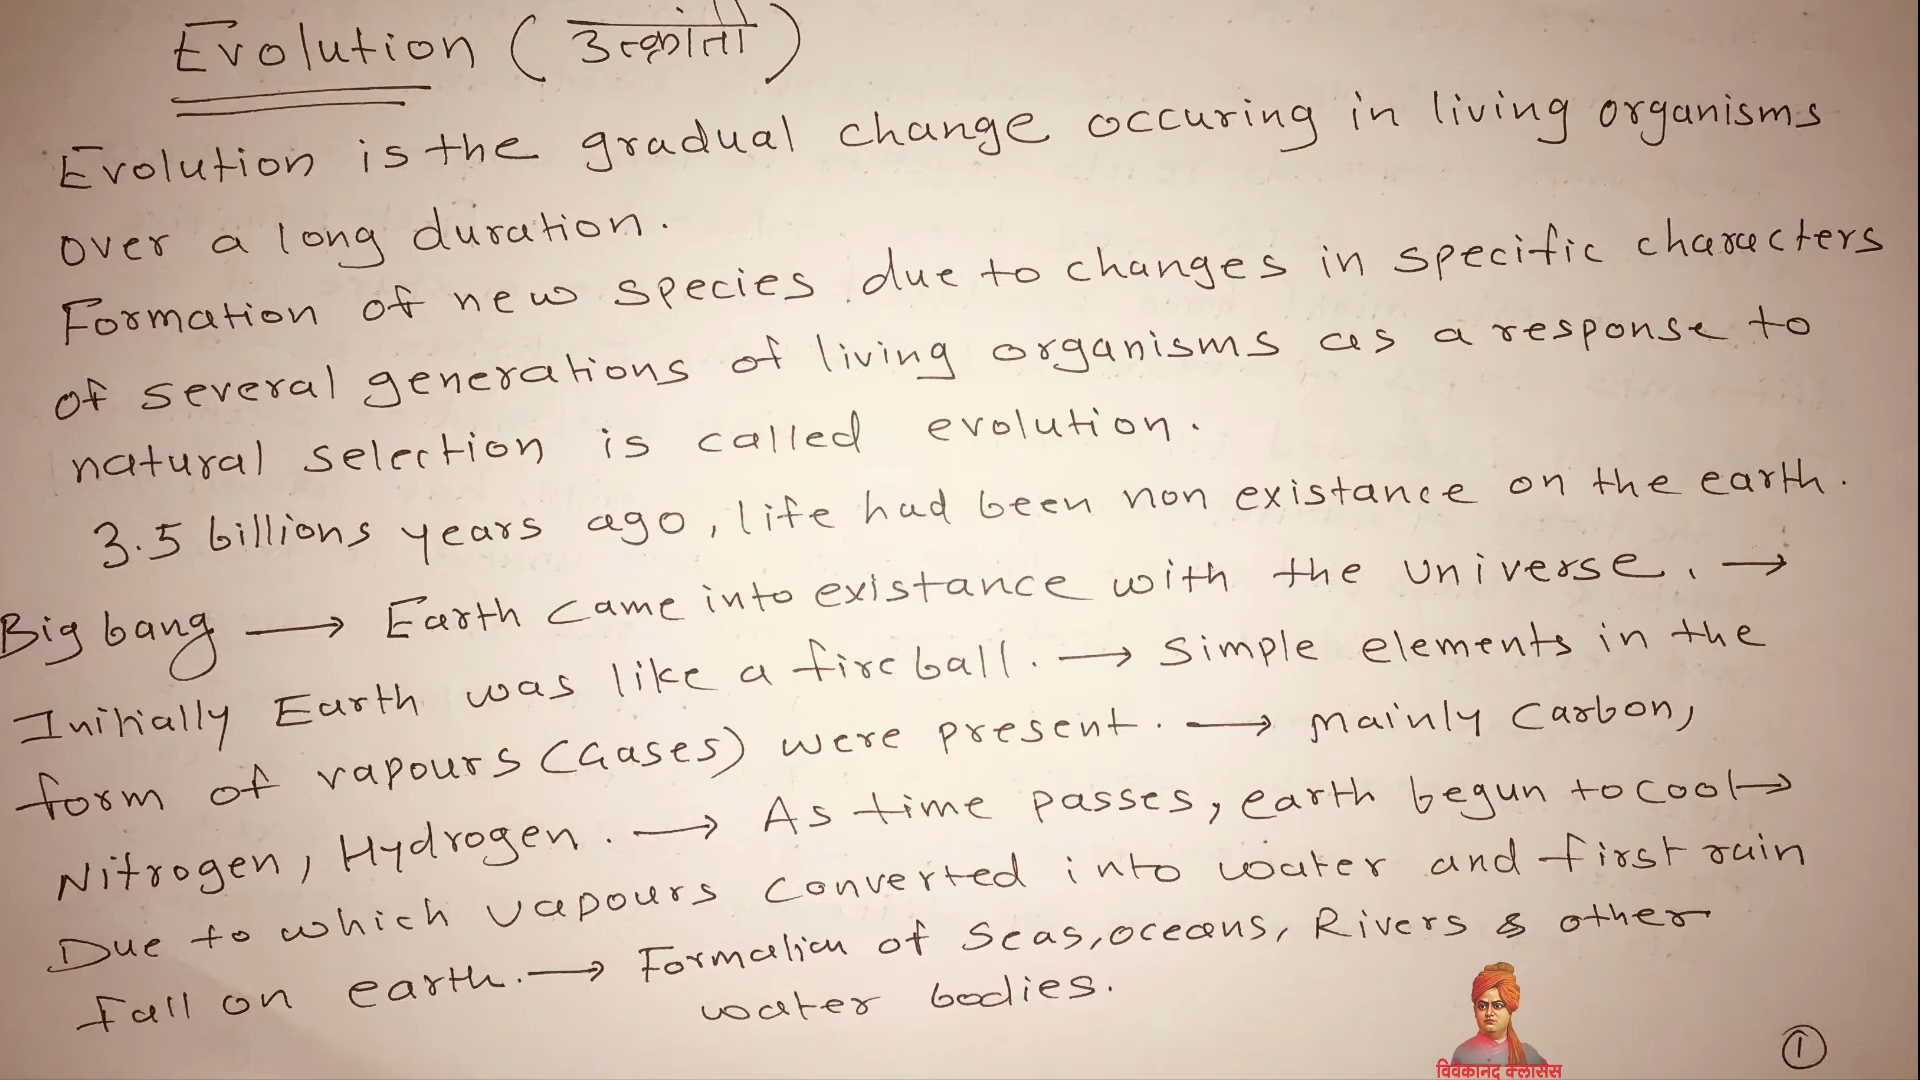 Evolution (उत्क्रांती)
Evolution is the gradual change occuring in living organisms
over a long duration.
Formation of new species due to changes in specific characters
of several generations of living organisms as a response to
natural selection is called evolution.
3.5 billions years ago, life had been non existance on the earth.
Big bang → Earth came into existance with the universe. →
Initially Earth was like a fire ball. → Simple elements in the
form of vapours (Gases) were present. → mainly Carbon,
Nitrogen, Hydrogen. → As time passes, earth begun to cool →
Due to which vapours converted into water and first rain
fall on earth. → Formation of Seas, oceans, Rivers & other
water bodies.
विवेकानंद क्लासेस
1